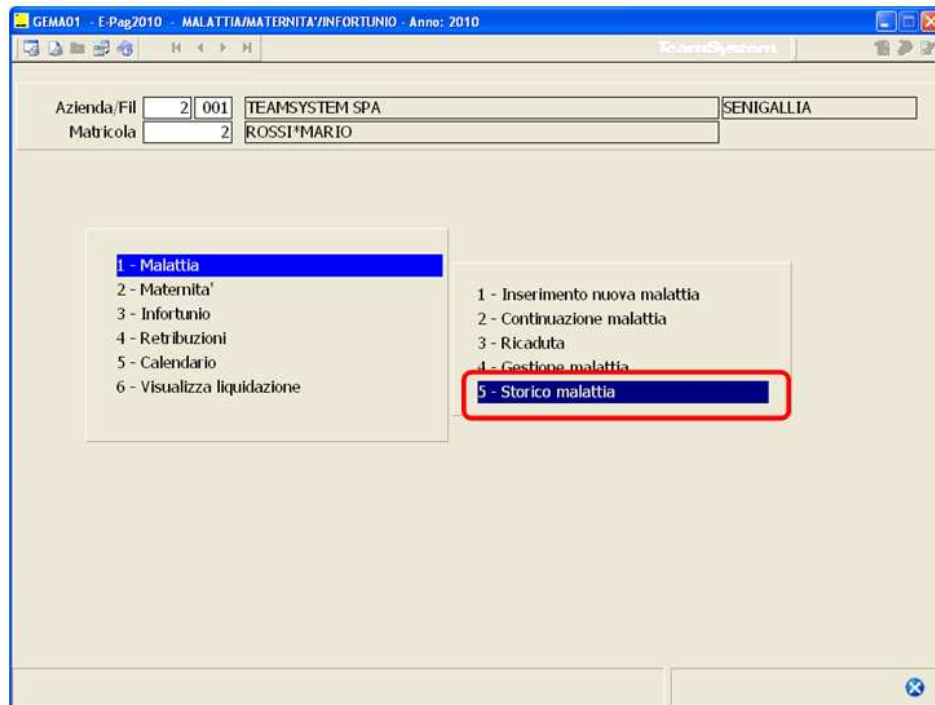 GEMA01 - E-Pag2010 - MALATTIA/MATERNITA'/INFORTUNIO - Anno: 2010
TeamSystem
Azienda/Fil 2 001 TEAMSYSTEM SPA SENIGALLIA
Matricola 2 ROSSI*MARIO
1 - Malattia
2 - Maternita'
3 - Infortunio
4 - Retribuzioni
5 - Calendario
6 - Visualizza liquidazione
1 - Inserimento nuova malattia
2 - Continuazione malattia
3 - Ricaduta
4 - Gestione malattia
5 - Storico malattia